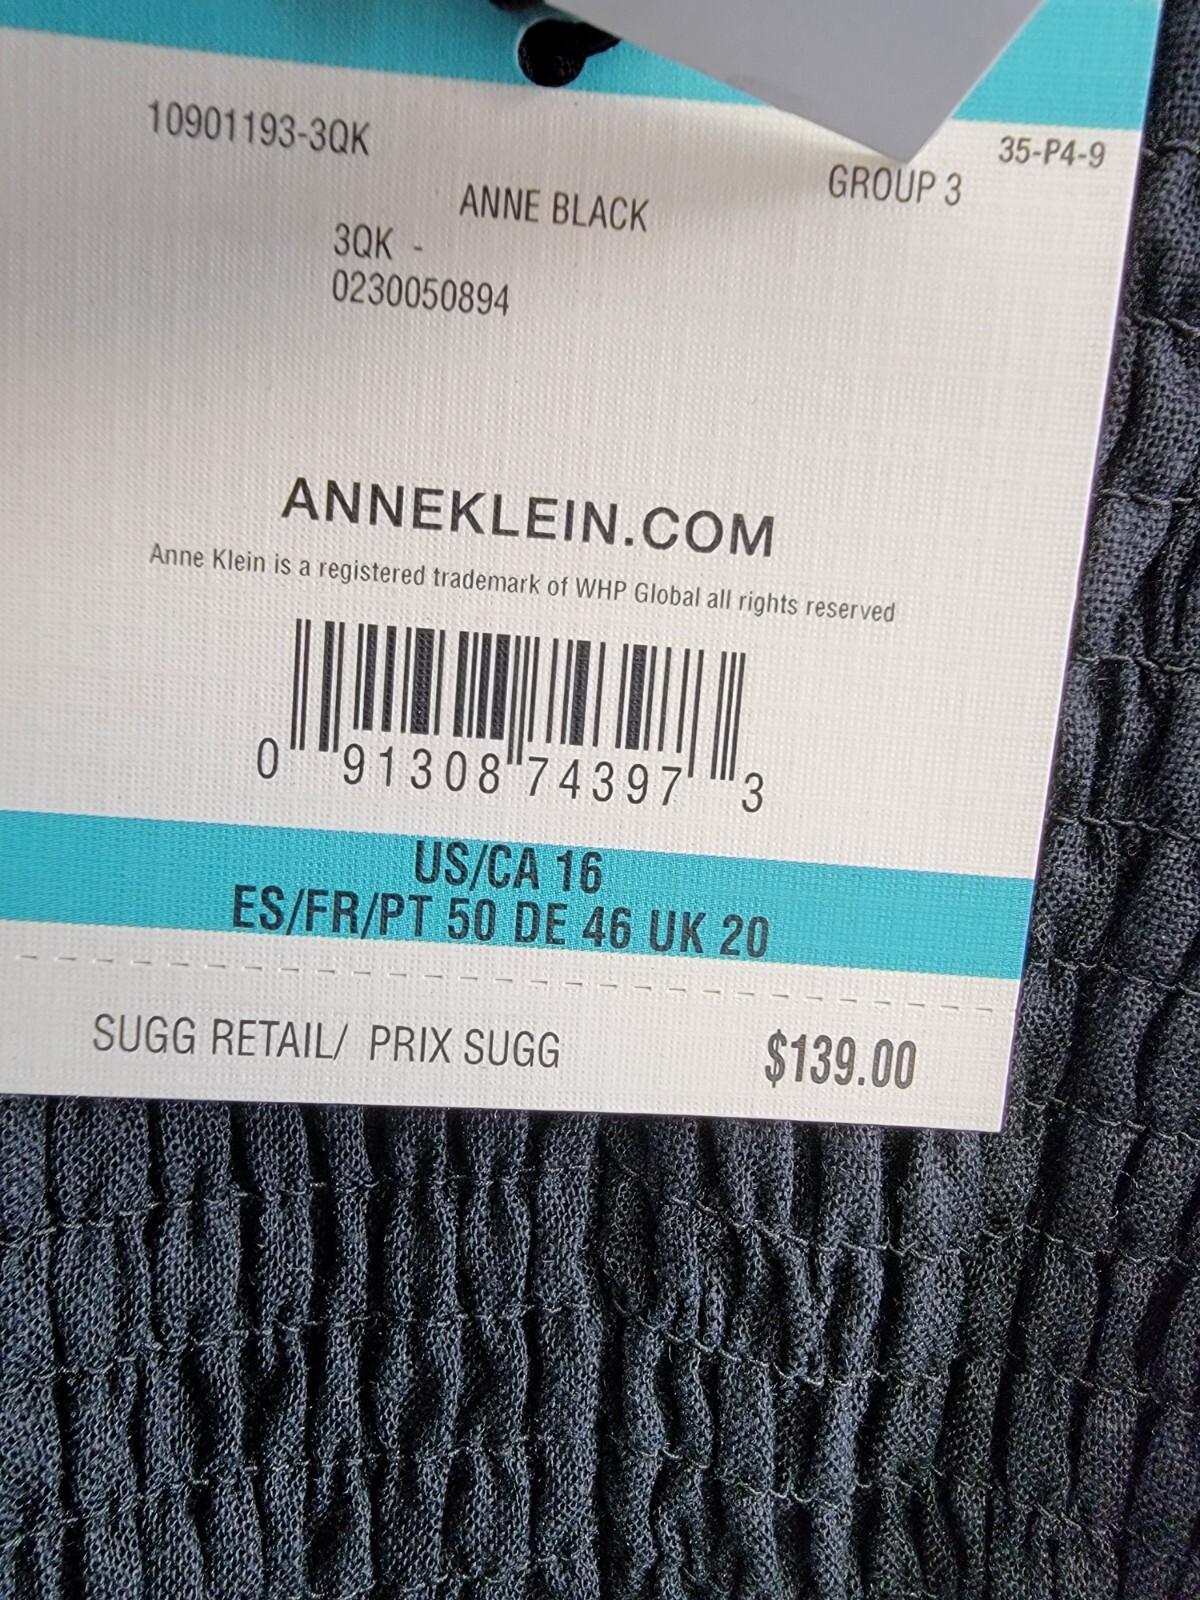 10901193-3QK
35-P4-9
GROUP 3
ANNE BLACK
3QK -
0230050894
ANNEKLEIN.COM
Anne Klein is a registered trademark of WHP Global all rights reserved
0 91308 74397 3
US/CA 16
ES/FR/PT 50 DE 46 UK 20
SUGG RETAIL/ PRIX SUGG $139.00